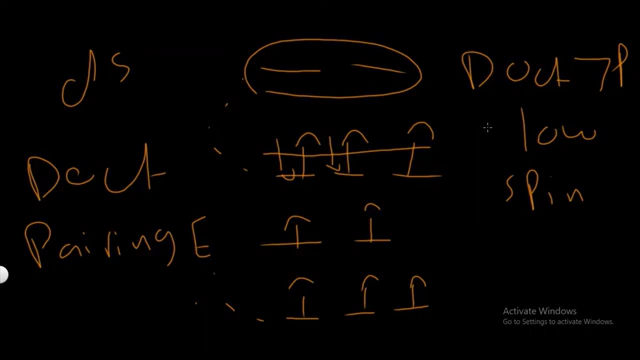 d5
Doct > P
low
spin
Doct
Pairing E
Activate Windows
Go to Settings to activate Windows.